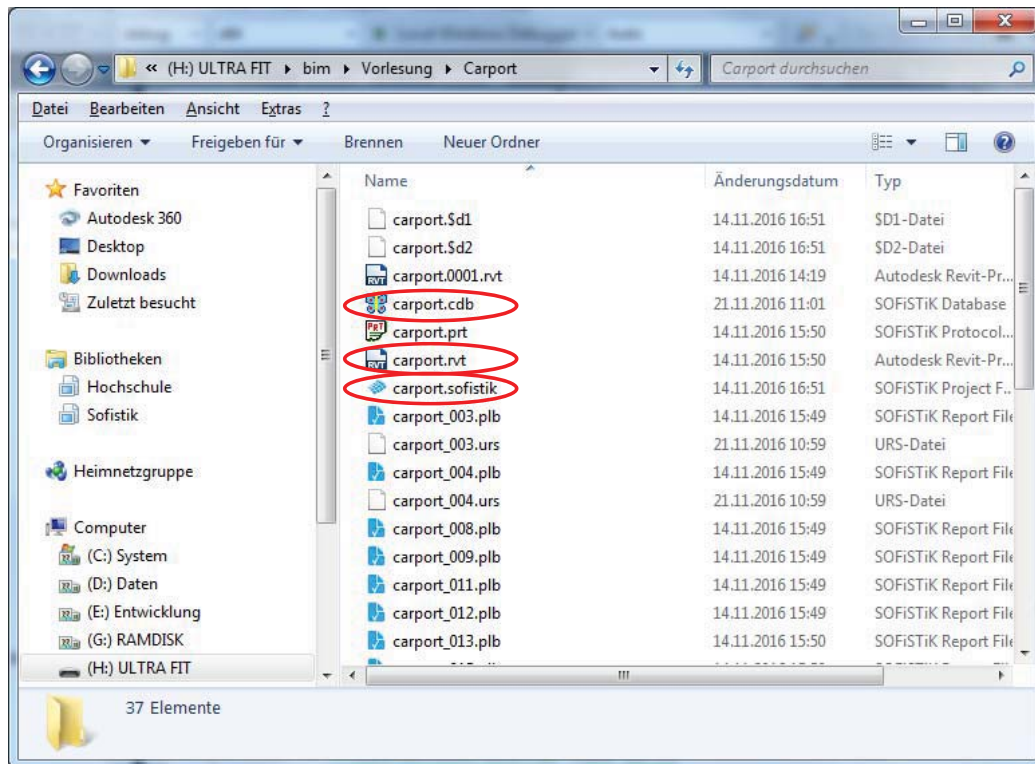 « (H:) ULTRA FIT ▸ bim ▸ Vorlesung ▸ Carport
Carport durchsuchen
Datei Bearbeiten Ansicht Extras ?
Organisieren Freigeben für Brennen Neuer Ordner
Favoriten
Autodesk 360
Desktop
Downloads
Zuletzt besucht
Bibliotheken
Hochschule
Sofistik
Heimnetzgruppe
Computer
(C:) System
(D:) Daten
(E:) Entwicklung
(G:) RAMDISK
(H:) ULTRA FIT
Name Änderungsdatum Typ
carport.$d1 14.11.2016 16:51 $D1-Datei
carport.$d2 14.11.2016 16:51 $D2-Datei
carport.0001.rvt 14.11.2016 14:19 Autodesk Revit-Pr...
carport.cdb 21.11.2016 11:01 SOFiSTiK Database
carport.prt 14.11.2016 15:50 SOFiSTiK Protocol...
carport.rvt 14.11.2016 15:50 Autodesk Revit-Pr...
carport.sofistik 14.11.2016 16:51 SOFiSTiK Project F...
carport_003.plb 14.11.2016 15:49 SOFiSTiK Report File
carport_003.urs 21.11.2016 10:59 URS-Datei
carport_004.plb 14.11.2016 15:49 SOFiSTiK Report File
carport_004.urs 21.11.2016 10:59 URS-Datei
carport_008.plb 14.11.2016 15:49 SOFiSTiK Report File
carport_009.plb 14.11.2016 15:49 SOFiSTiK Report File
carport_011.plb 14.11.2016 15:49 SOFiSTiK Report File
carport_012.plb 14.11.2016 15:49 SOFiSTiK Report File
carport_013.plb 14.11.2016 15:50 SOFiSTiK Report File
37 Elemente